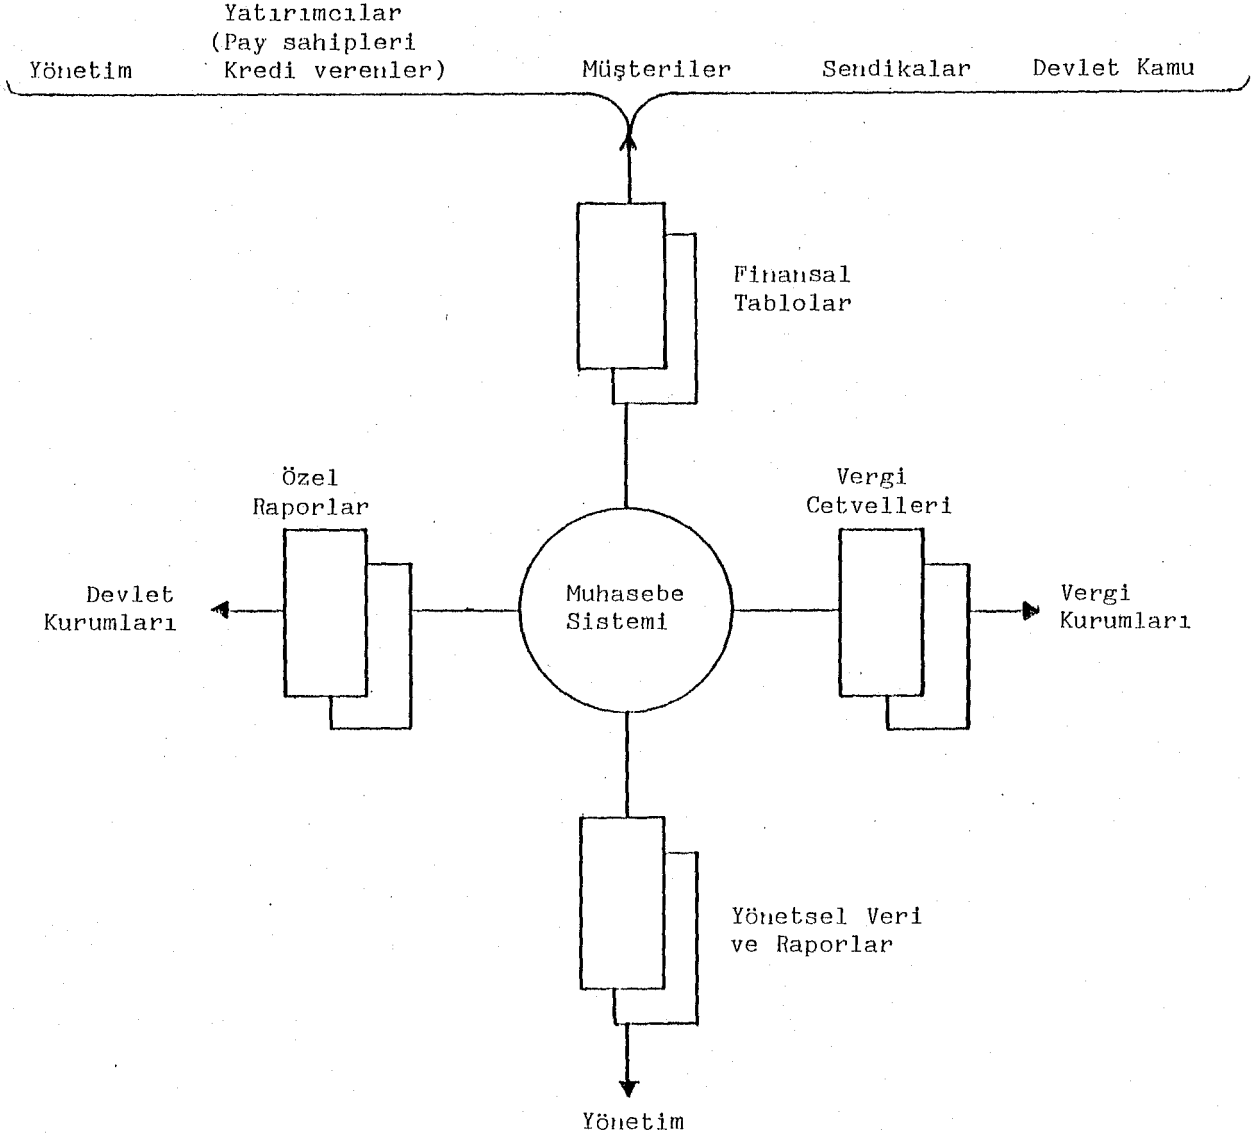 Yatırımcılar
(Pay sahipleri
Yönetim Kredi verenler) Müşteriler Sendikalar Devlet Kamu
Finansal
Tablolar
Özel
Raporlar
Vergi
Cetvelleri
Devlet
Kurumları
Muhasebe
Sistemi
Vergi
Kurumları
Yönetsel Veri
ve Raporlar
Yönetim